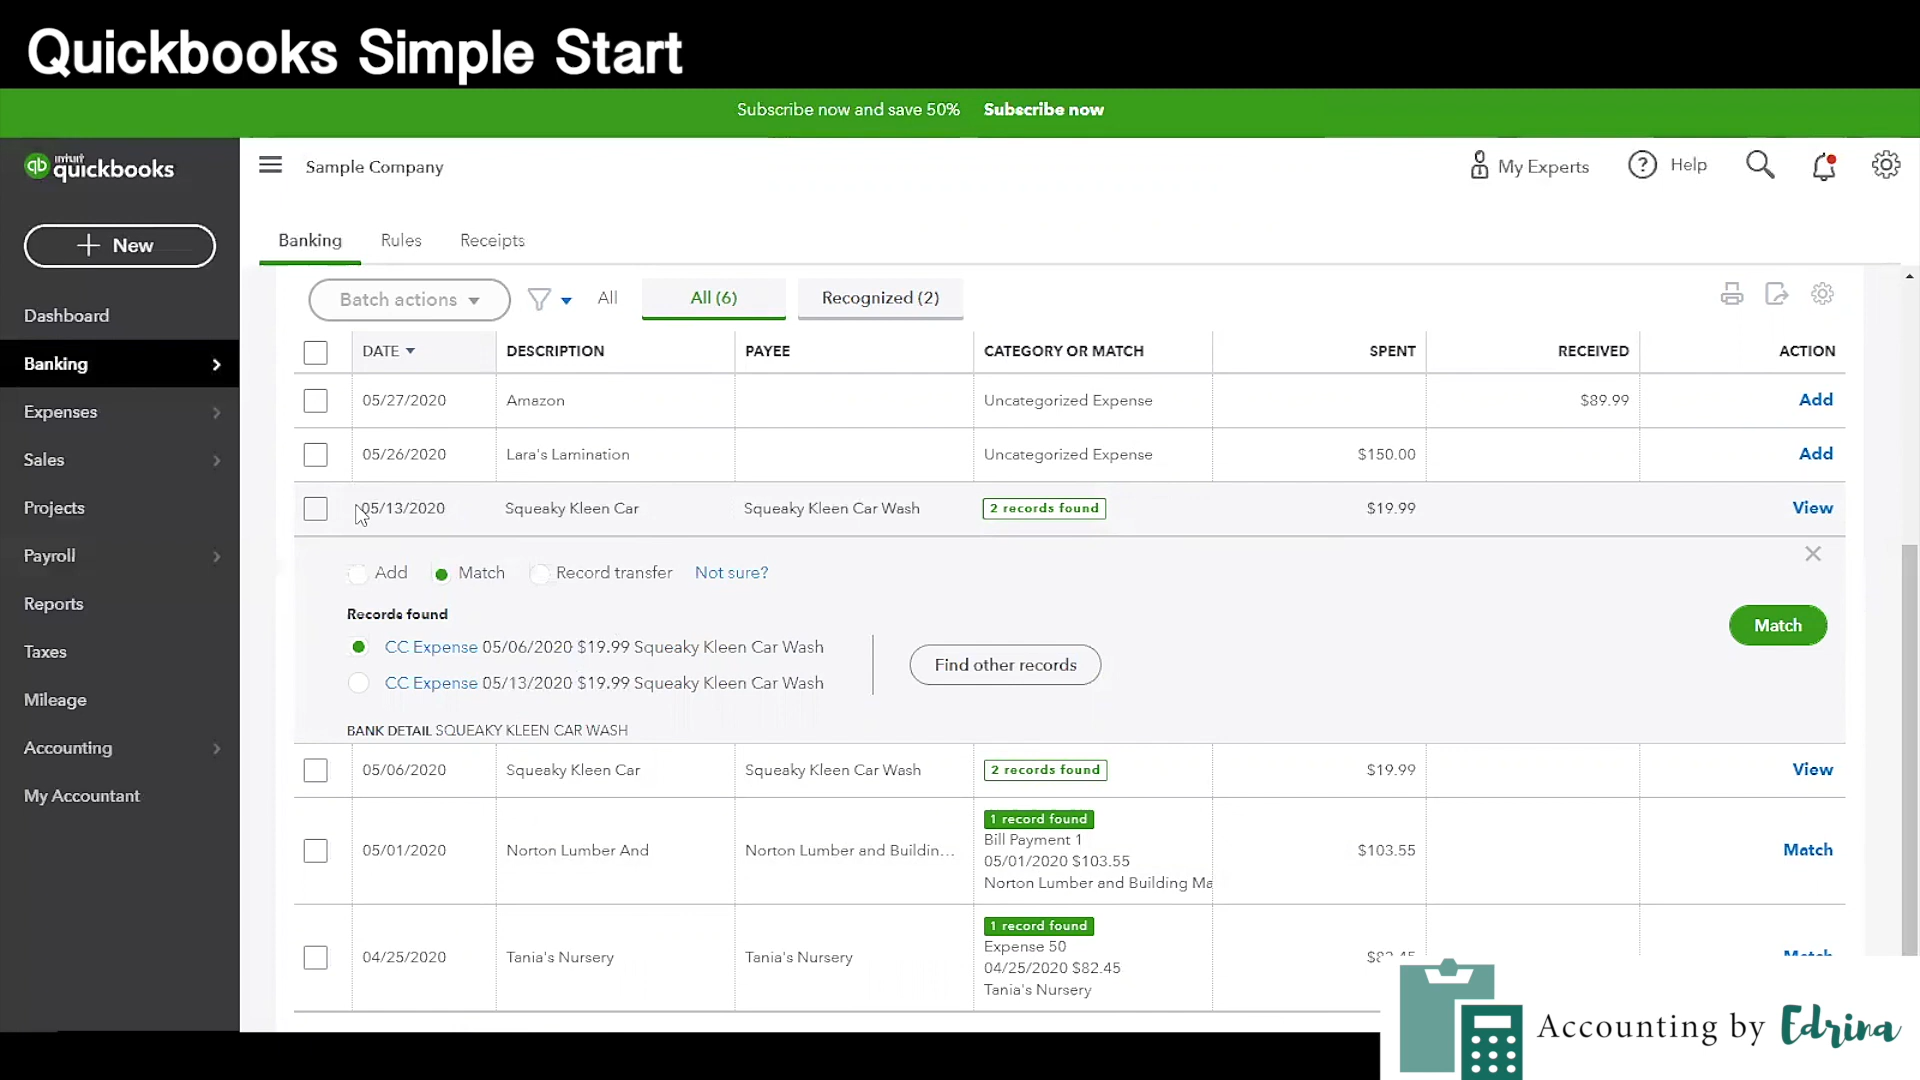 Quickbooks Simple Start
Subscribe now and save 50% Subscribe now
intuit quickbooks
Sample Company
My Experts
Help
New
Banking Rules Receipts
Dashboard
Banking
Expenses
Sales
Projects
Payroll
Reports
Taxes
Mileage
Accounting
My Accountant
Batch actions All All (6) Recognized (2)
DATE DESCRIPTION PAYEE CATEGORY OR MATCH SPENT RECEIVED ACTION
05/27/2020 Amazon Uncategorized Expense $89.99 Add
05/26/2020 Lara's Lamination Uncategorized Expense $150.00 Add
05/13/2020 Squeaky Kleen Car Squeaky Kleen Car Wash 2 records found $19.99 View
Add Match Record transfer Not sure?
Records found
CC Expense 05/06/2020 $19.99 Squeaky Kleen Car Wash
CC Expense 05/13/2020 $19.99 Squeaky Kleen Car Wash
Find other records
Match
BANK DETAIL SQUEAKY KLEEN CAR WASH
05/06/2020 Squeaky Kleen Car Squeaky Kleen Car Wash 2 records found $19.99 View
1 record found
Bill Payment 1
05/01/2020 Norton Lumber And Norton Lumber and Buildin... 05/01/2020 $103.55 $103.55 Match
Norton Lumber and Building Ma
1 record found
Expense 50
04/25/2020 Tania's Nursery Tania's Nursery 04/25/2020 $82.45 $82.45 Match
Tania's Nursery
Accounting by Edrina